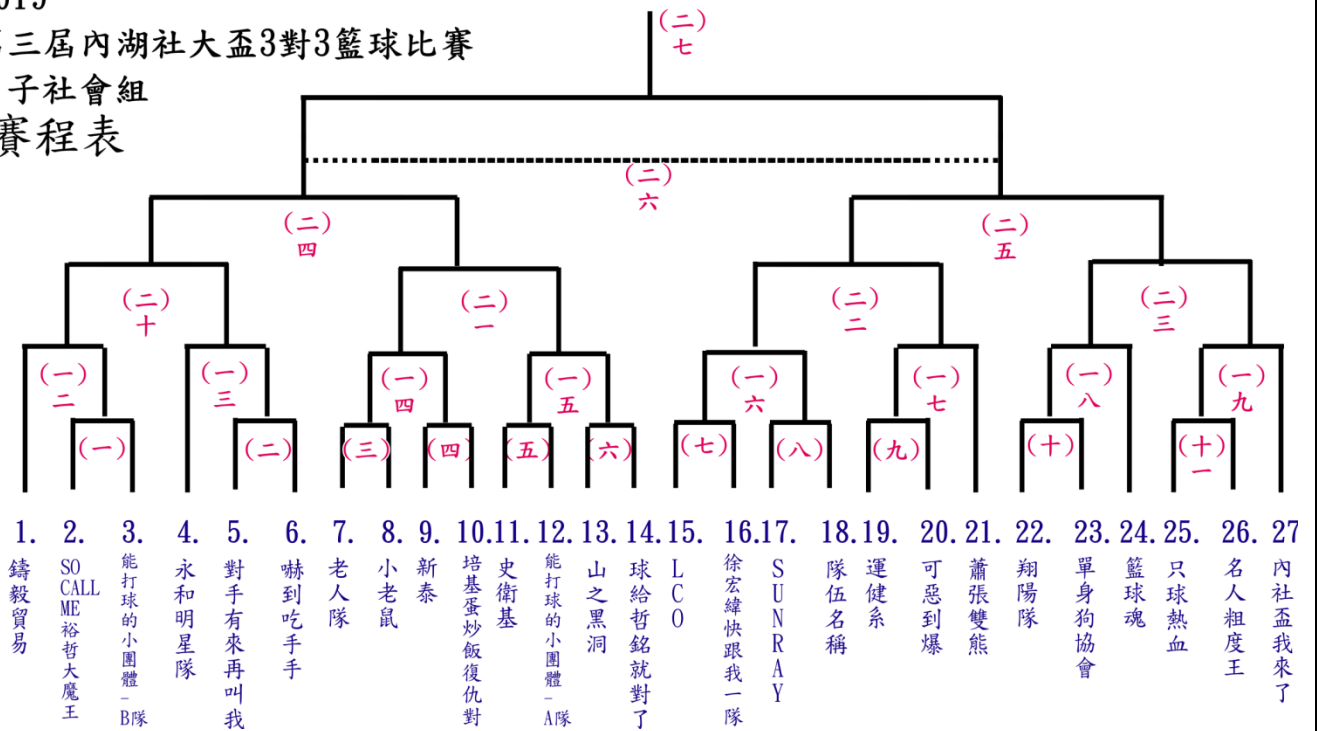 三屆內湖社大盃3對3籃球比賽
子社會組
賽程表
(二)
七
(二)
六
(二)
四
(二)
五
(二)
十
(二)
一
(二)
二
(二)
三
(一)
二
(一)
三
(一)
四
(一)
五
(一)
六
(一)
七
(一)
八
(一)
九
(一)
(二)
(三)
(四)
(五)
(六)
(七)
(八)
(九)
(十)
(十
一)
1.
鑄毅貿易
2.
SO CALL ME裕哲大魔王
3.
能打球的小團體-B隊
4.
永和明星隊
5.
對手有來再叫我
6.
嚇到吃手手
7.
老人隊
8.
小老鼠
9.
新泰
10.
培基蛋炒飯復仇對
11.
史衛基
12.
能打球的小團體-A隊
13.
山之黑洞
14.
球給哲銘就對了
15.
LCO
16.
徐宏緯快跟我一隊
17.
SUNRAY
18.
隊伍名稱
19.
運健系
20.
可惡到爆
21.
蕭張雙熊
22.
翔陽隊
23.
單身狗協會
24.
籃球魂
25.
只球熱血
26.
名人粗度王
27
內社盃我來了